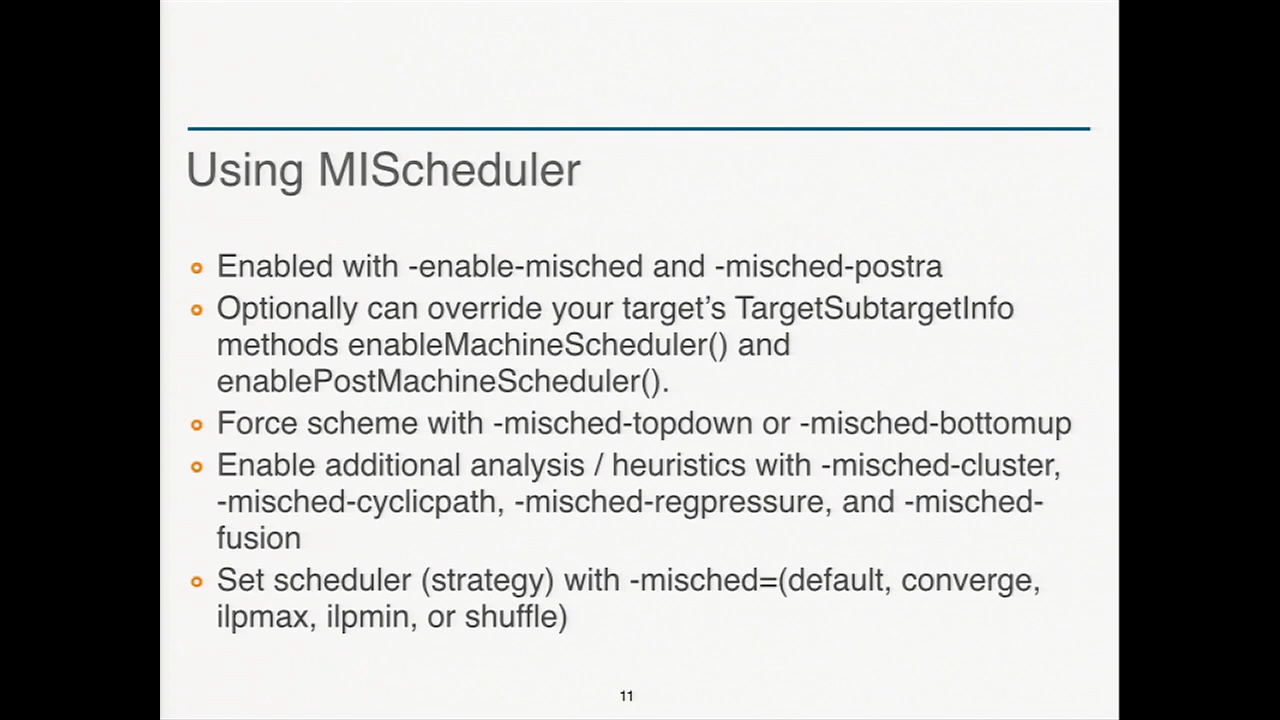 Using MIScheduler
Enabled with -enable-misched and -misched-postra
Optionally can override your target's TargetSubtargetInfo
methods enableMachineScheduler() and
enablePostMachineScheduler().
Force scheme with -misched-topdown or -misched-bottomup
Enable additional analysis / heuristics with -misched-cluster,
-misched-cyclicpath, -misched-regpressure, and -misched-
fusion
Set scheduler (strategy) with -misched=(default, converge,
ilpmax, ilpmin, or shuffle)
11